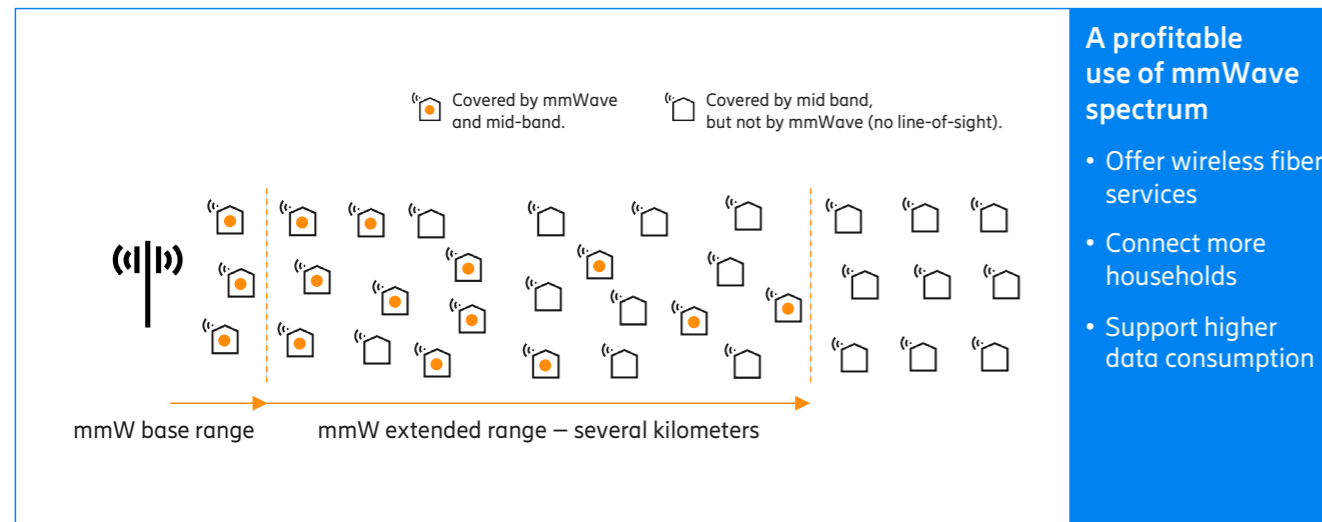 Covered by mmWave
and mid-band.
Covered by mid band,
but not by mmWave (no line-of-sight).
mmW base range
mmW extended range – several kilometers
A profitable
use of mmWave
spectrum
• Offer wireless fiber
services
• Connect more
households
• Support higher
data consumption